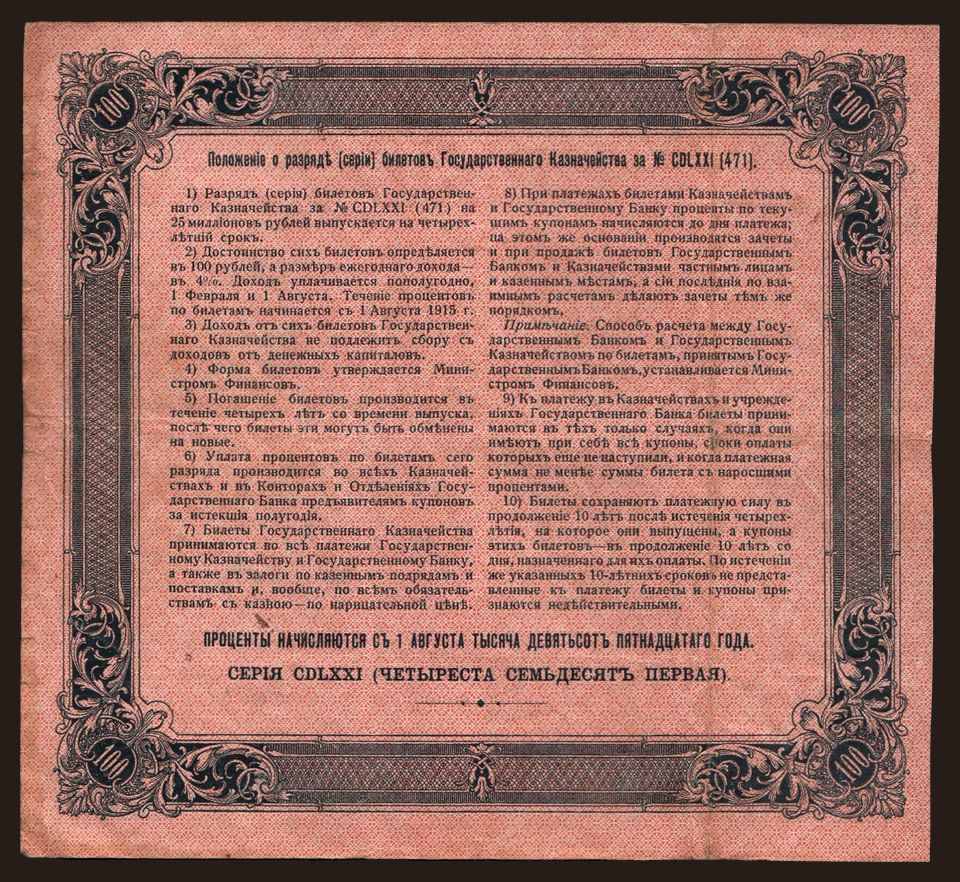 100
100
Положеніе о разрядѣ (серіи) билетовъ Государственнаго Казначейства за № CDLXXI (471).
1) Разрядъ (серія) билетовъ Государствен-
наго Казначейства за № CDLXXI (471) на
25 милліоновъ рублей выпускается на четырех-
лѣтній срокъ.
2) Достоинство сихъ билетовъ опредѣляется
въ 100 рублей, а размѣръ ежегоднаго дохода—
въ 4%. Доходъ уплачивается пополугодно,
1 Февраля и 1 Августа. Теченіе процентовъ
по билетамъ начинается съ 1 Августа 1915 г.
3) Доходъ отъ сихъ билетовъ Государствен-
наго Казначейства не подлежитъ сбору съ
доходовъ отъ денежныхъ капиталовъ.
4) Форма билетовъ утверждается Мини-
стромъ Финансовъ.
5) Погашеніе билетовъ производится въ
теченіе четырехъ лѣтъ со времени выпуска,
послѣ чего билеты эти могутъ быть обмѣнены
на новые.
6) Уплата процентовъ по билетамъ сего
разряда производится во всѣхъ Казначей-
ствахъ и въ Конторахъ и Отдѣленіяхъ Госу-
дарственнаго Банка предъявителямъ купоновъ
за истекшія полугодія.
7) Билеты Государственнаго Казначейства
принимаются во всѣ платежи Государствен-
ному Казначейству и Государственному Банку,
а также въ залоги по казеннымъ подрядамъ и
поставкамъ и, вообще, по всѣмъ обязатель-
ствамъ съ казною—по нарицательной цѣнѣ.
8) При платежахъ билетами Казначействамъ
и Государственному Банку проценты по теку-
щимъ купонамъ начисляются до дня платежа;
на этомъ же основаніи производятся зачеты
и при продажѣ билетовъ Государственнымъ
Банкомъ и Казначействами частнымъ лицамъ
и казеннымъ мѣстамъ, а сіи послѣднія по вза-
имнымъ расчетамъ дѣлаютъ зачеты тѣмъ же
порядкомъ.
Примѣчаніе. Способъ расчета между Госу-
дарственнымъ Банкомъ и Государственнымъ
Казначействомъ по билетамъ, принятымъ Госу-
дарственнымъ Банкомъ, устанавливается Мини-
стромъ Финансовъ.
9) Къ платежу въ Казначействахъ и учрежде-
ніяхъ Государственнаго Банка билеты прини-
маются въ тѣхъ только случаяхъ, когда они
имѣютъ при себѣ всѣ купоны, сроки оплаты
которыхъ еще не наступили, и когда платежная
сумма не менѣе суммы билета съ наросшими
процентами.
10) Билеты сохраняютъ платежную силу въ
продолженіе 10 лѣтъ послѣ истеченія четырех-
лѣтія, на которое они выпущены, а купоны
этихъ билетовъ—въ продолженіе 10 лѣтъ со
дня, назначеннаго для ихъ оплаты. По истеченіи
же указанныхъ 10-лѣтнихъ сроковъ не предста-
вленные къ платежу билеты и купоны при-
знаются недѣйствительными.
ПРОЦЕНТЫ НАЧИСЛЯЮТСЯ СЪ 1 АВГУСТА ТЫСЯЧА ДЕВЯТЬСОТЪ ПЯТНАДЦАТАГО ГОДА.
СЕРІЯ CDLXXI (ЧЕТЫРЕСТА СЕМЬДЕСЯТЪ ПЕРВАЯ).
100
100